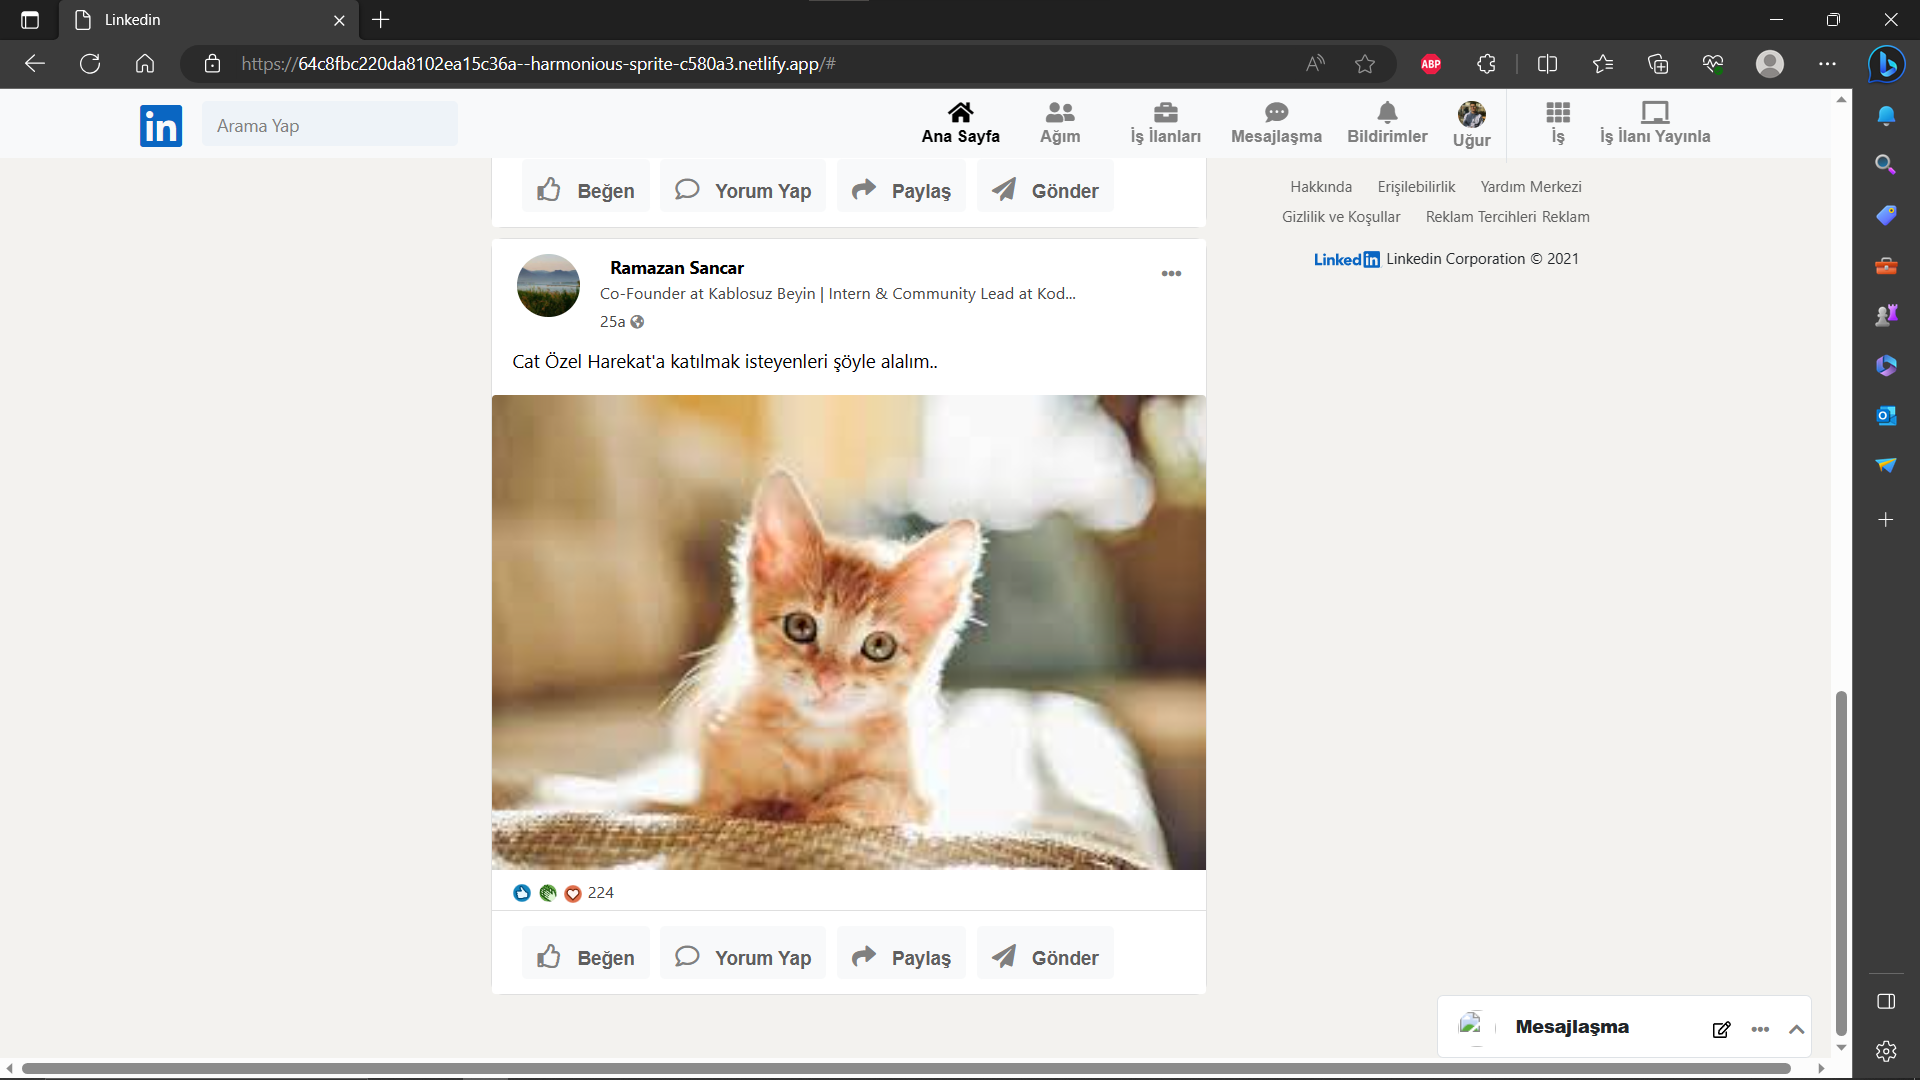 Linkedin
https://64c8fbc220da8102ea15c36a--harmonious-sprite-c580a3.netlify.app/#
ABP
in
Arama Yap
Ana Sayfa
Ağım
İş İlanları
Mesajlaşma
Bildirimler
Uğur
İş
İş İlanı Yayınla
Beğen
Yorum Yap
Paylaş
Gönder
Hakkında Erişilebilirlik Yardım Merkezi
Gizlilik ve Koşullar Reklam Tercihleri Reklam
Linkedin Linkedin Corporation © 2021
Ramazan Sancar
Co-Founder at Kablosuz Beyin | Intern & Community Lead at Kod...
25a
Cat Özel Harekat'a katılmak isteyenleri şöyle alalım..
224
Beğen
Yorum Yap
Paylaş
Gönder
Mesajlaşma